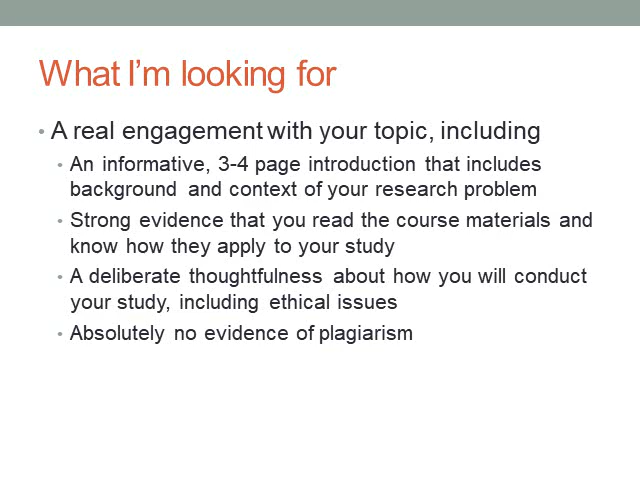 What I’m looking for
• A real engagement with your topic, including
• An informative, 3-4 page introduction that includes
background and context of your research problem
• Strong evidence that you read the course materials and
know how they apply to your study
• A deliberate thoughtfulness about how you will conduct
your study, including ethical issues
• Absolutely no evidence of plagiarism